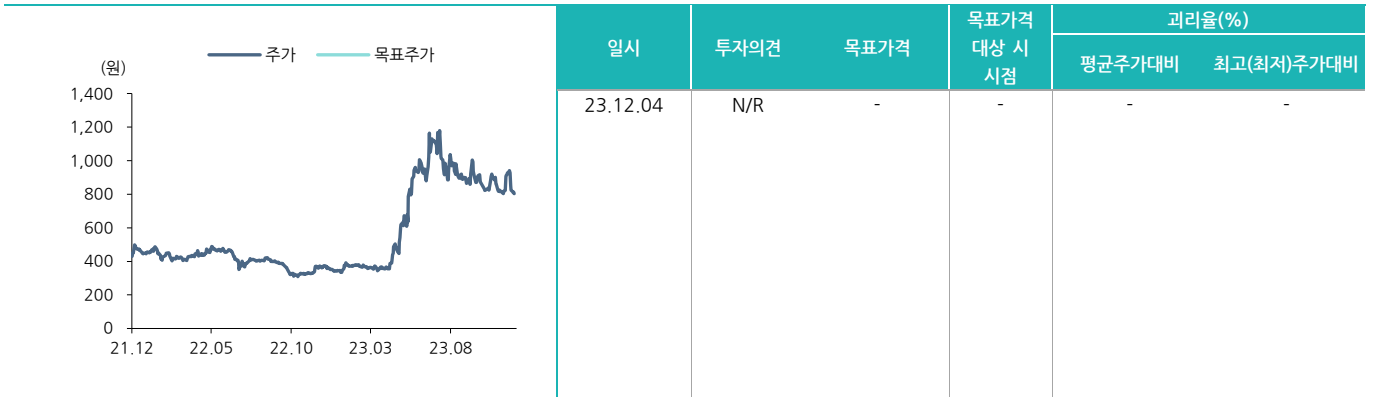 주가 목표주가
(원)
1,400
1,200
1,000
800
600
400
200
0
21.12 22.05 22.10 23.03 23.08
일시 투자의견 목표가격 목표가격 대상 시 시점 괴리율(%)
평균주가대비 최고(최저)주가대비
23.12.04 N/R - - - -